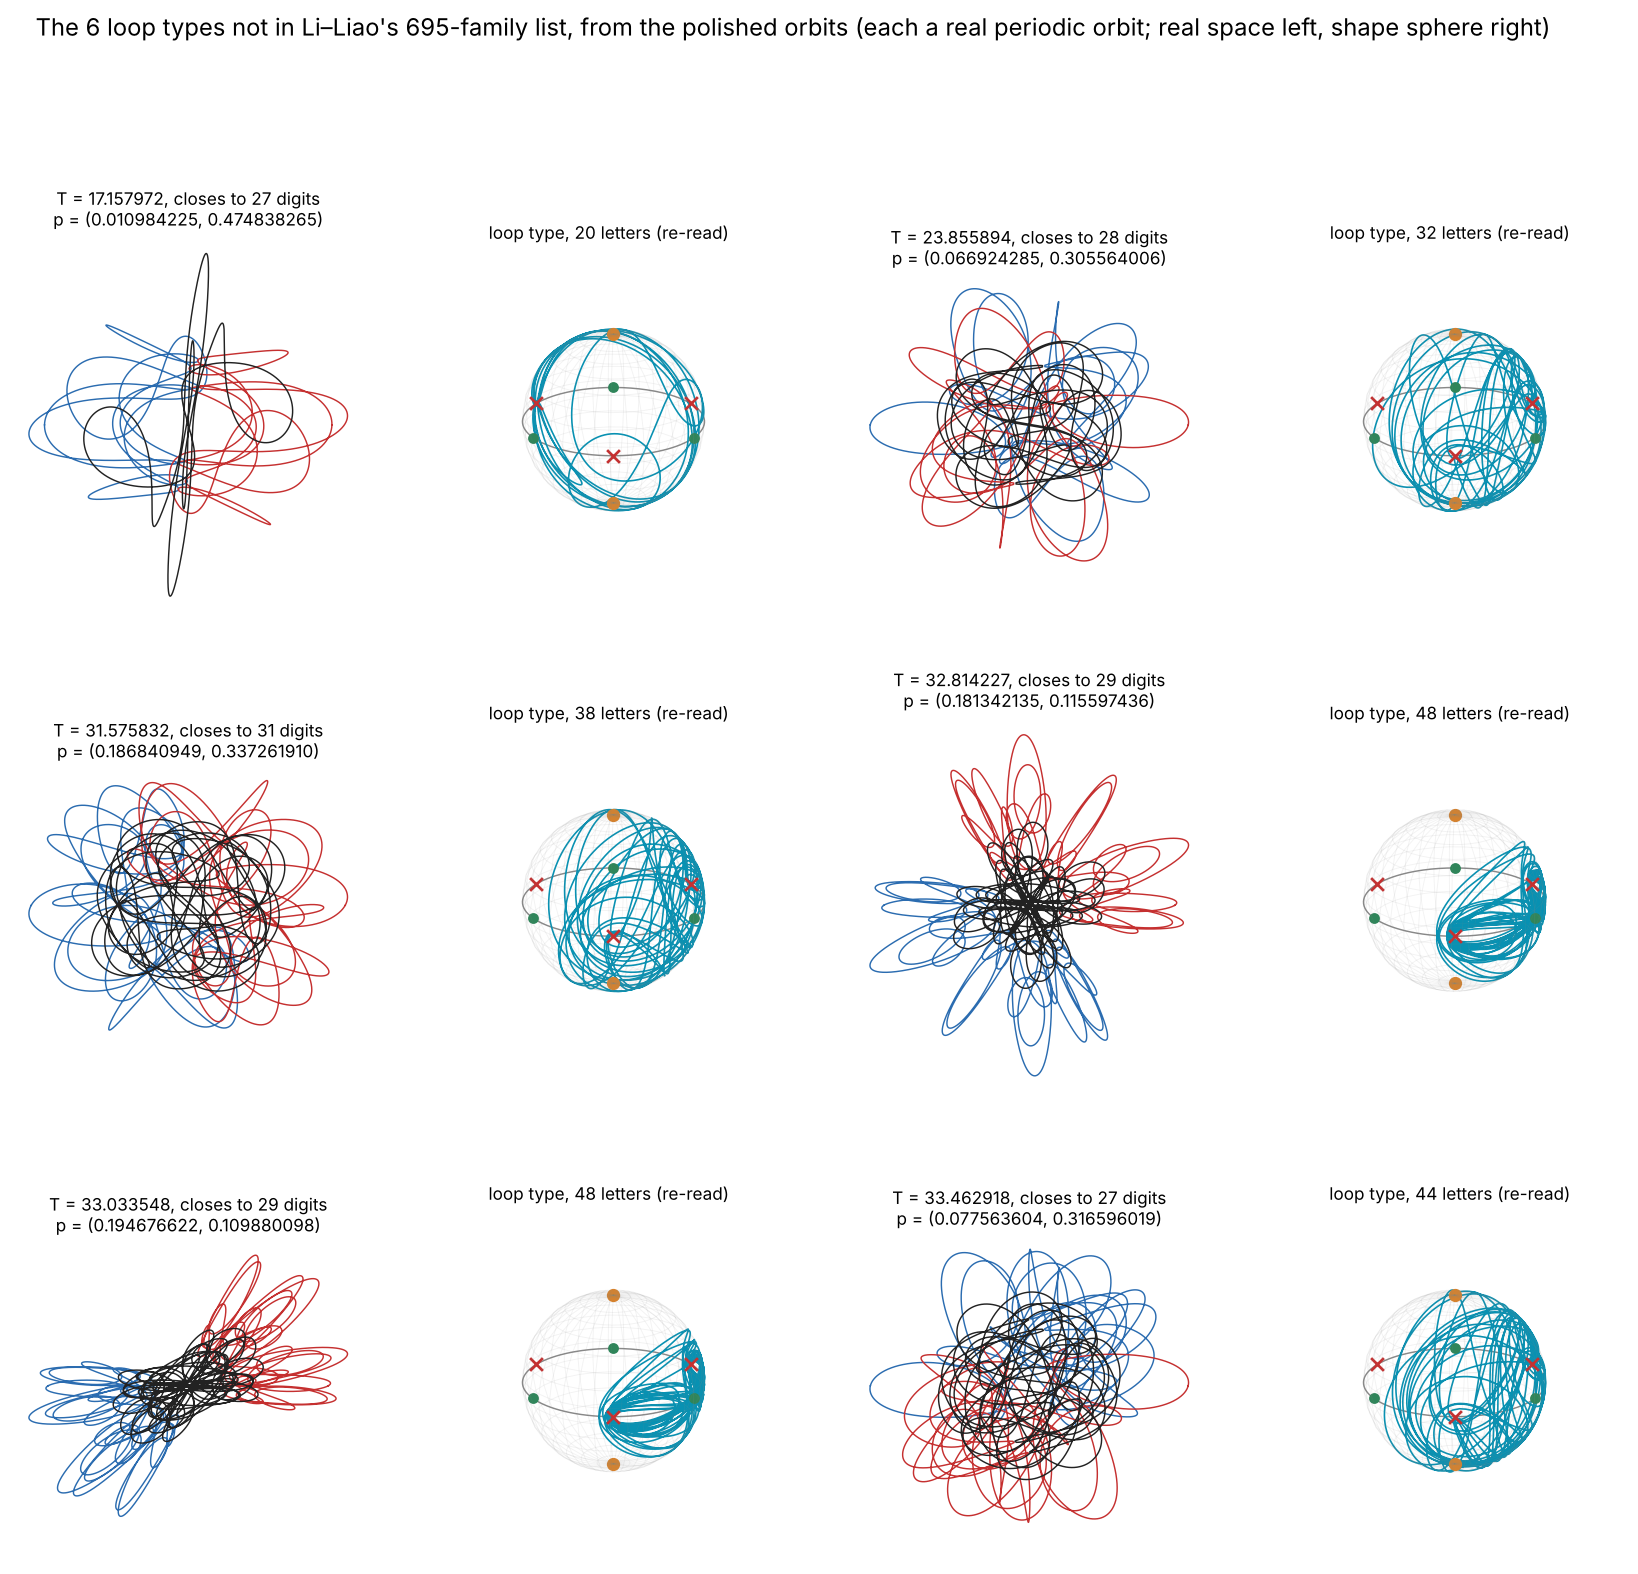 The 6 loop types not in Li–Liao's 695-family list, from the polished orbits (each a real periodic orbit; real space left, shape sphere right)
T = 17.157972, closes to 27 digits
p = (0.010984225, 0.474838265)
loop type, 20 letters (re-read)
T = 23.855894, closes to 28 digits
p = (0.066924285, 0.305564006)
loop type, 32 letters (re-read)
T = 31.575832, closes to 31 digits
p = (0.186840949, 0.337261910)
loop type, 38 letters (re-read)
T = 32.814227, closes to 29 digits
p = (0.181342135, 0.115597436)
loop type, 48 letters (re-read)
T = 33.033548, closes to 29 digits
p = (0.194676622, 0.109880098)
loop type, 48 letters (re-read)
T = 33.462918, closes to 27 digits
p = (0.077563604, 0.316596019)
loop type, 44 letters (re-read)